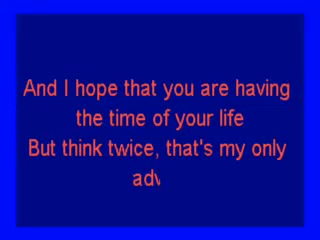 And I hope that you are having
the time of your life
But think twice, that's my only
adv